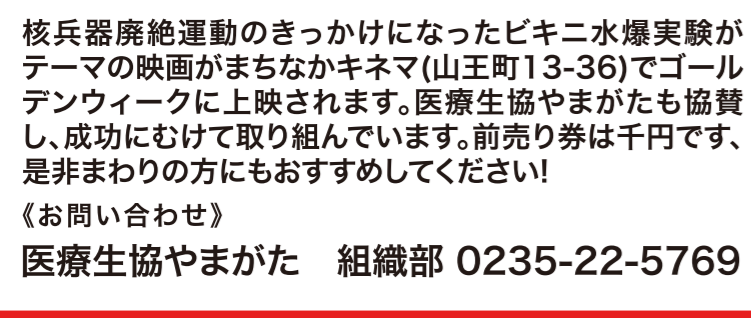 核兵器廃絶運動のきっかけになったビキニ水爆実験が
テーマの映画がまちなかキネマ(山王町13-36)でゴール
デンウィークに上映されます。医療生協やまがたも協賛
し、成功にむけて取り組んでいます。前売り券は千円です、
是非まわりの方にもおすすめしてください!
《お問い合わせ》
医療生協やまがた　組織部 0235-22-5769